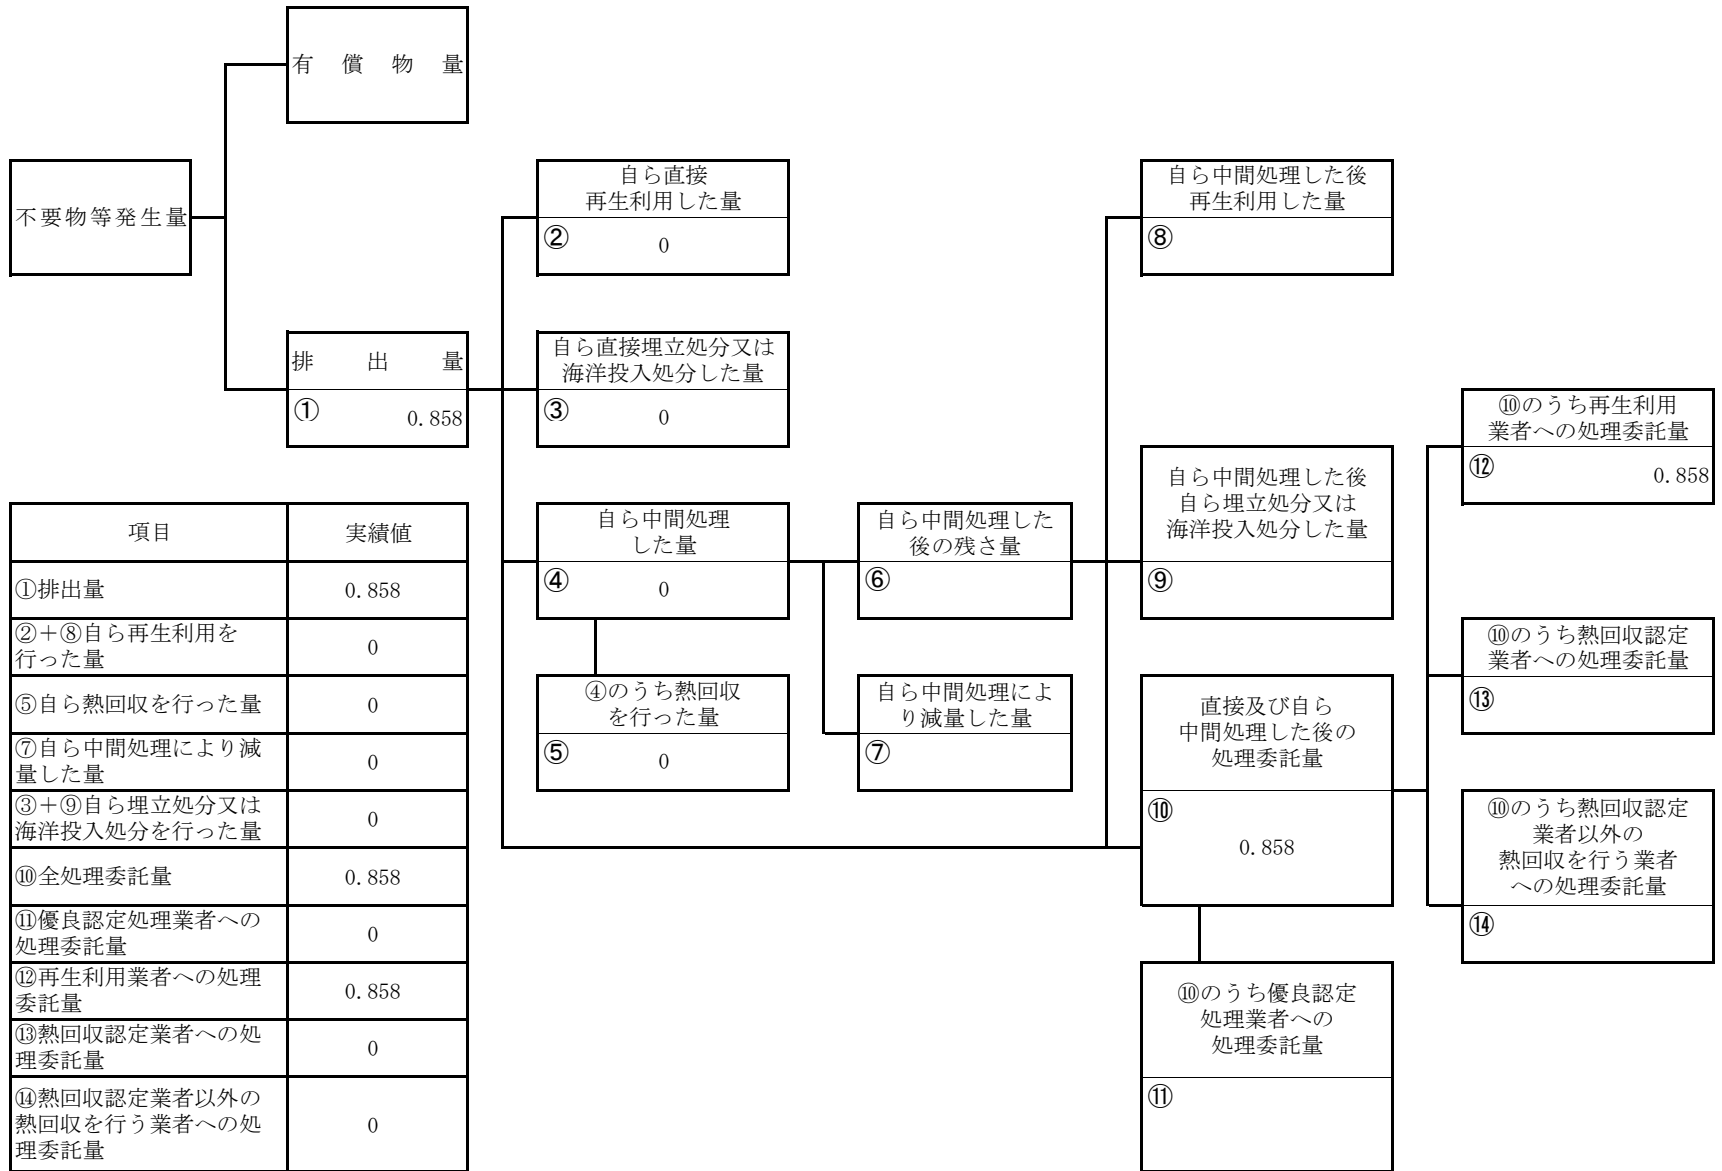 有償物量
不要物等発生量
排出量
① 0.858
自ら直接
再生利用した量
② 0
自ら直接埋立処分又は
海洋投入処分した量
③ 0
自ら中間処理
した量
④ 0
④のうち熱回収
を行った量
⑤ 0
自ら中間処理した
後の残さ量
⑥
自ら中間処理によ
り減量した量
⑦
自ら中間処理した後
再生利用した量
⑧
自ら中間処理した後
自ら埋立処分又は
海洋投入処分した量
⑨
直接及び自ら
中間処理した後の
処理委託量
⑩
0.858
⑩のうち優良認定
処理業者への
処理委託量
⑪
⑩のうち再生利用
業者への処理委託量
⑫ 0.858
⑩のうち熱回収認定
業者への処理委託量
⑬
⑩のうち熱回収認定
業者以外の
熱回収を行う業者
への処理委託量
⑭
項目 実績値
①排出量 0.858
②+⑧自ら再生利用を
行った量 0
⑤自ら熱回収を行った量 0
⑦自ら中間処理により減
量した量 0
③+⑨自ら埋立処分又は
海洋投入処分を行った量 0
⑩全処理委託量 0.858
⑪優良認定処理業者への
処理委託量 0
⑫再生利用業者への処理
委託量 0.858
⑬熱回収認定業者への処
理委託量 0
⑭熱回収認定業者以外の
熱回収を行う業者への処
理委託量 0